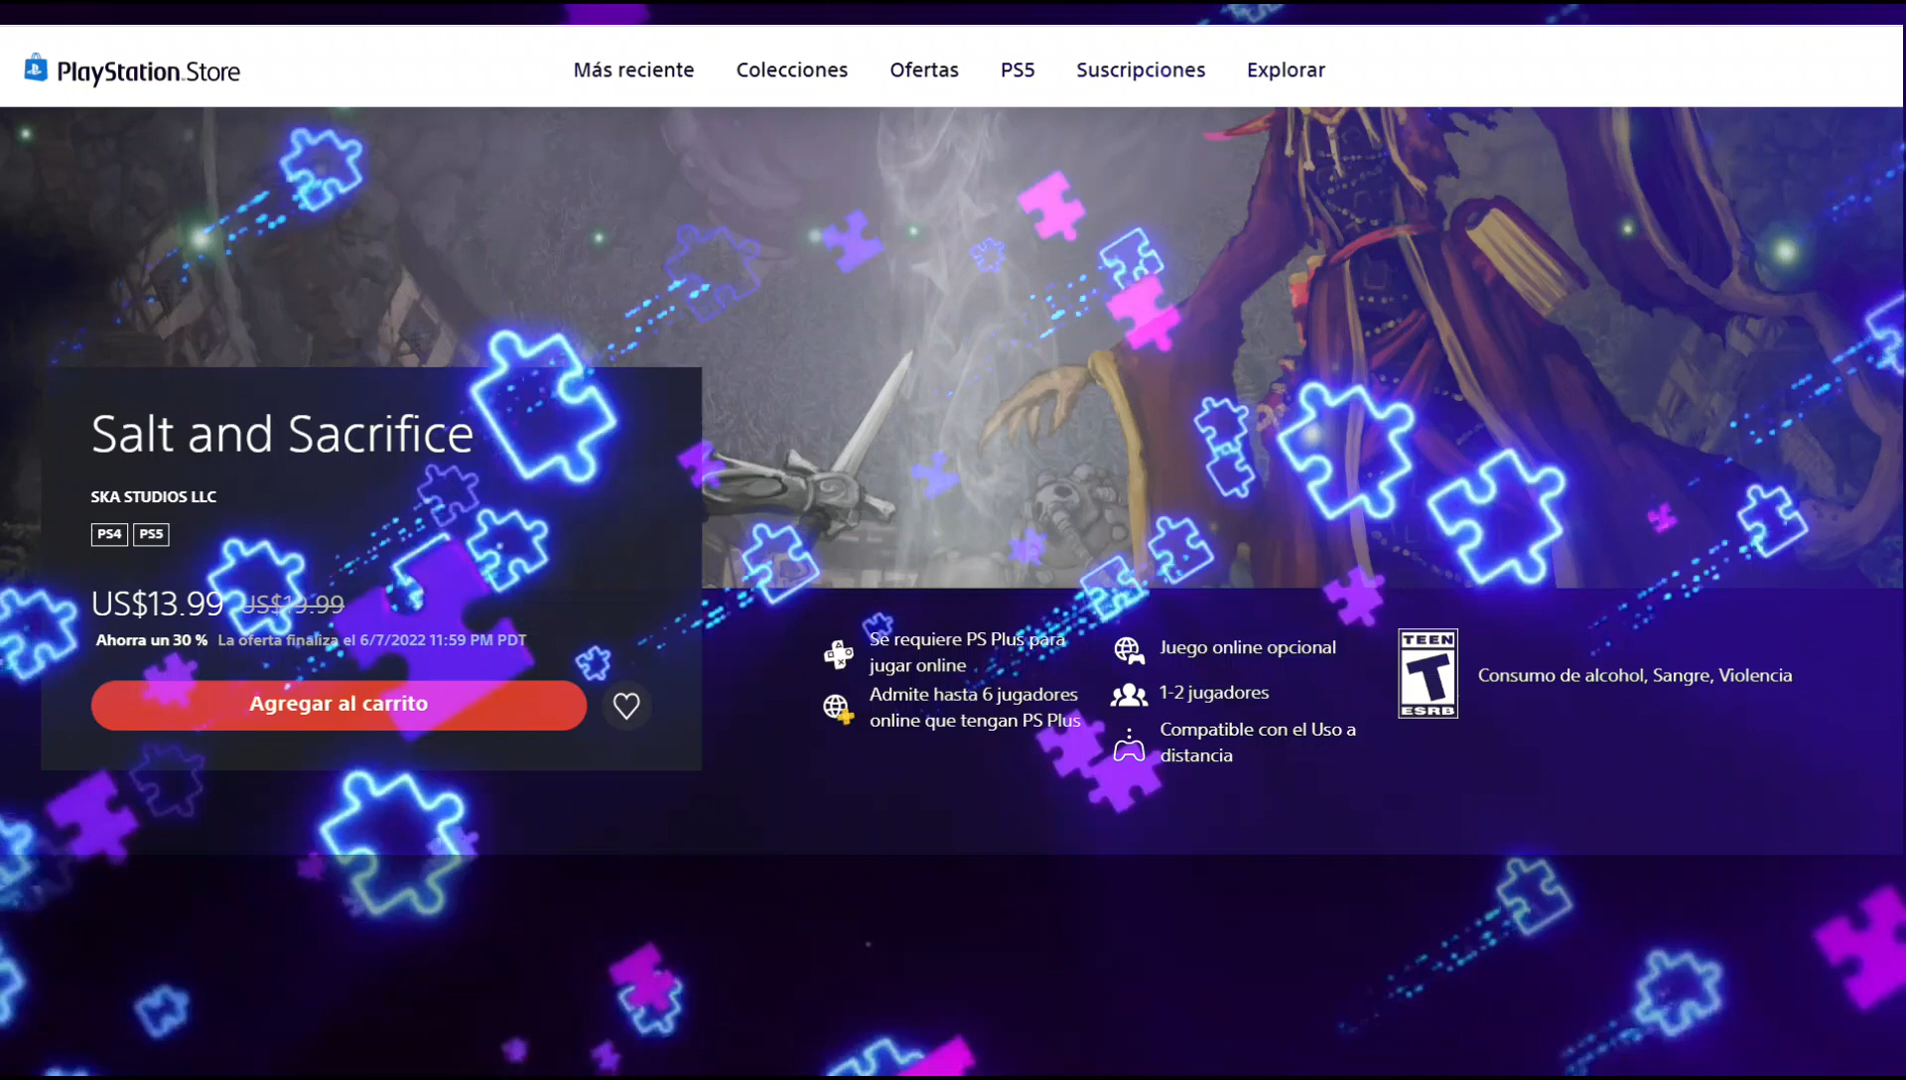 PlayStation Store
Más reciente Colecciones Ofertas PS5 Suscripciones Explorar
Salt and Sacrifice
SKA STUDIOS LLC
PS4 PS5
US$13.99 US$19.99
Ahorra un 30 % La oferta finaliza el 6/7/2022 11:59 PM PDT
Agregar al carrito
Se requiere PS Plus para
jugar online
Admite hasta 6 jugadores
online que tengan PS Plus
Juego online opcional
1-2 jugadores
Compatible con el Uso a
distancia
TEEN
T
ESRB
Consumo de alcohol, Sangre, Violencia